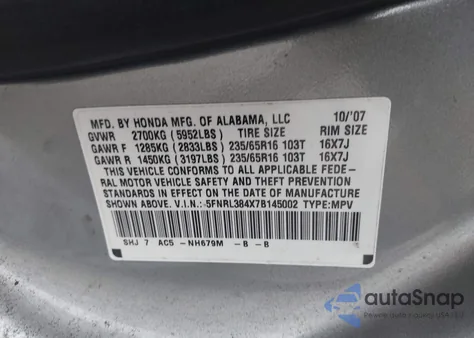 MFD. BY HONDA MFG. OF ALABAMA, LLC 10/'07
GVWR 2700KG (5952LBS) TIRE SIZE RIM SIZE
GAWR F 1285KG (2833LBS) 235/65R16 103T 16X7J
GAWR R 1450KG (3197LBS) 235/65R16 103T 16X7J
THIS VEHICLE CONFORMS TO ALL APPLICABLE FEDE-
RAL MOTOR VEHICLE SAFETY AND THEFT PREVENTION
STANDARDS IN EFFECT ON THE DATE OF MANUFACTURE
SHOWN ABOVE. V.I.N.:5FNRL384X7B145002 TYPE:MPV
SHJ 7 AC5 -NH679M -B -B
autoSnap